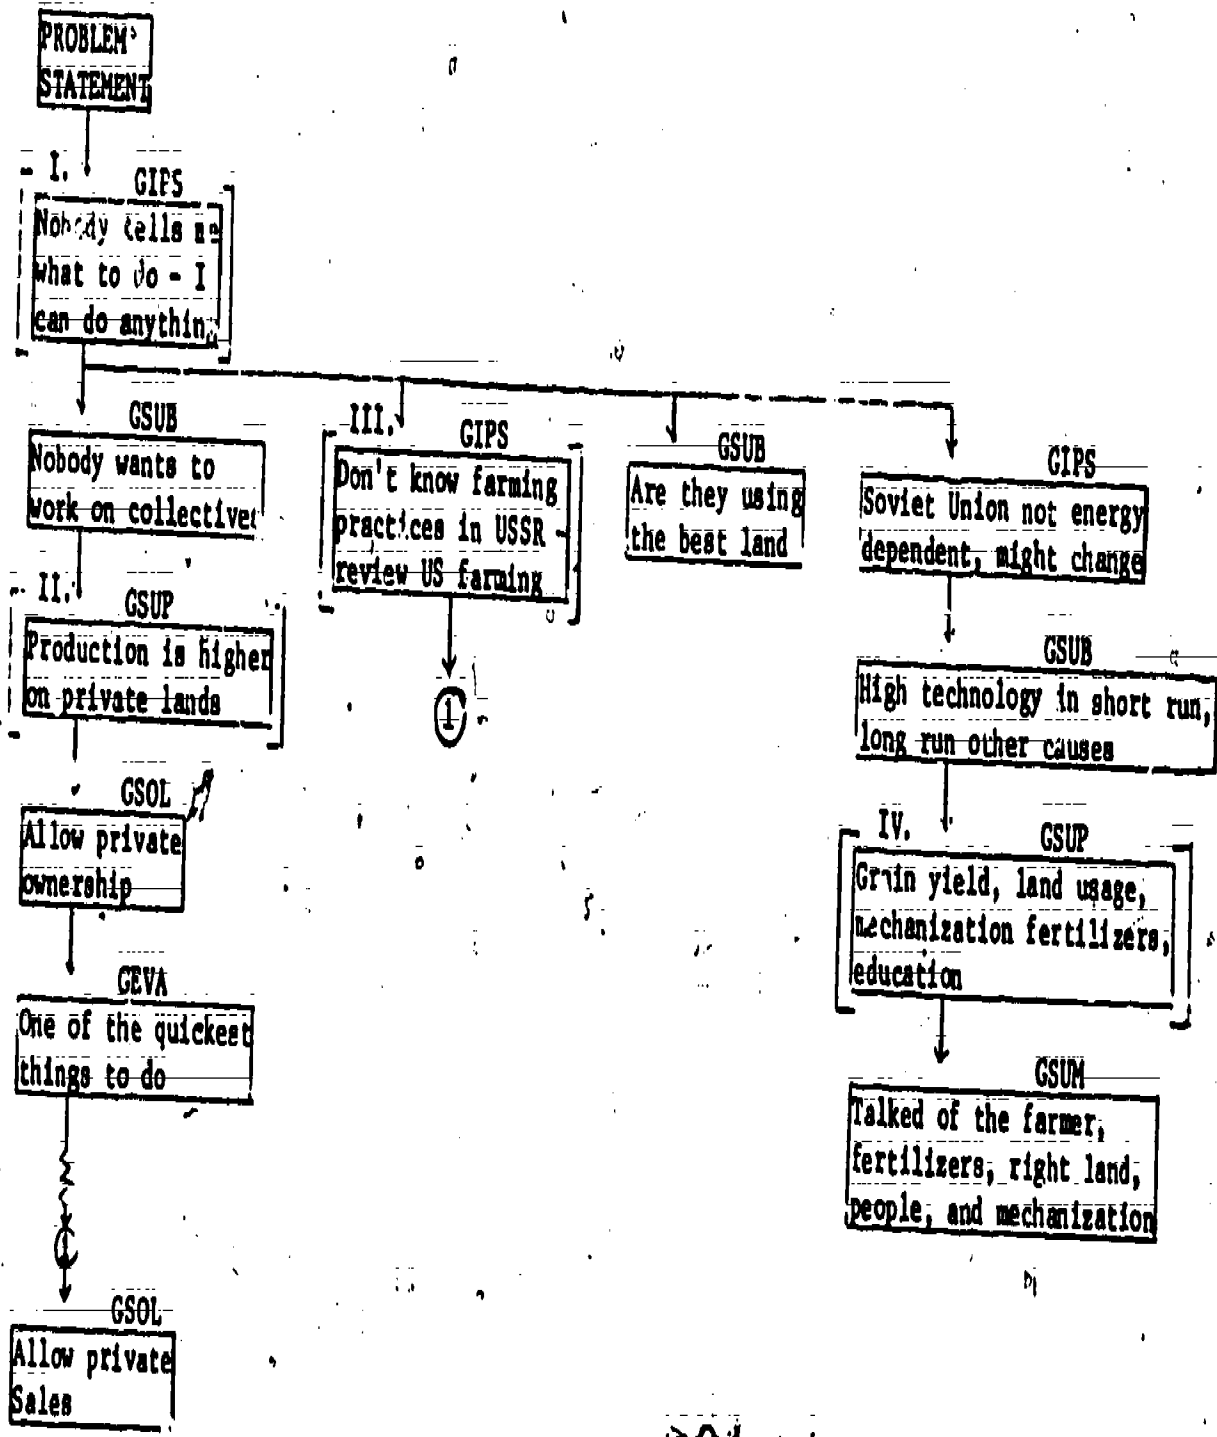 PROBLEM
STATEMENT
I.
GIPS
Nobody tells me
what to do - I
can do anything
GSUB
Nobody wants to
work on collectives
II.
GSUP
Production is higher
on private lands
GSOL
Allow private
ownership
GEVA
One of the quickest
things to do
GSOL
Allow private
Sales
III.
GIPS
Don't know farming
practices in USSR -
review US farming
1
GSUB
Are they using
the best land
GIPS
Soviet Union not energy
dependent, might change
GSUB
High technology in short run,
long run other causes
IV.
GSUP
Grain yield, land usage,
mechanization fertilizers,
education
GSUM
Talked of the farmer,
fertilizers, right land,
people, and mechanization